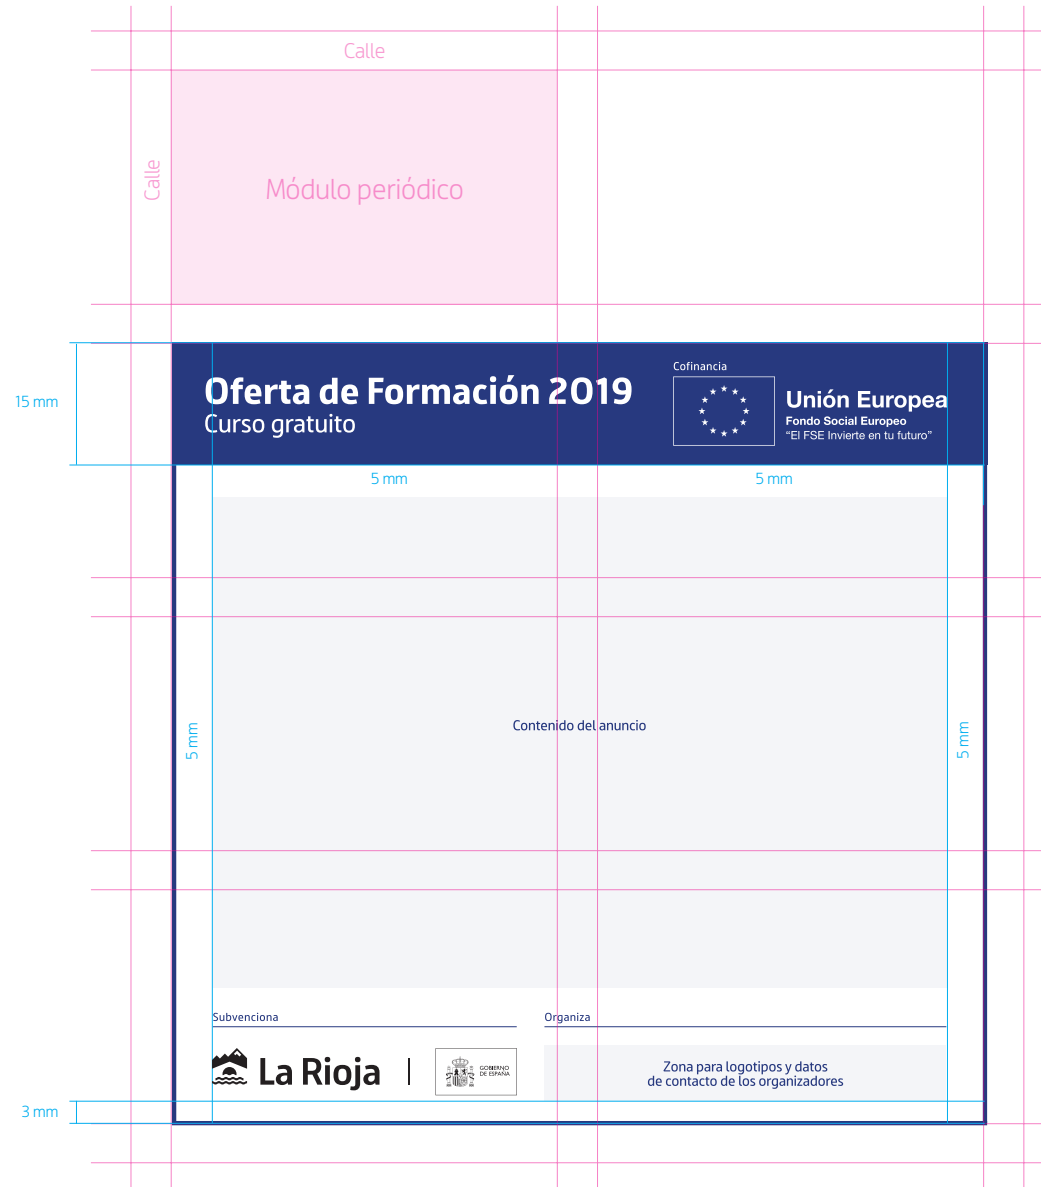 Calle
Calle
Módulo periódico
15 mm
Oferta de Formación 2019
Curso gratuito
Cofinancia
Unión Europea
Fondo Social Europeo
“El FSE Invierte en tu futuro”
5 mm
5 mm
Contenido del anuncio
5 mm
5 mm
Subvenciona
Organiza
La Rioja
GOBIERNO
DE ESPAÑA
Zona para logotipos y datos
de contacto de los organizadores
3 mm